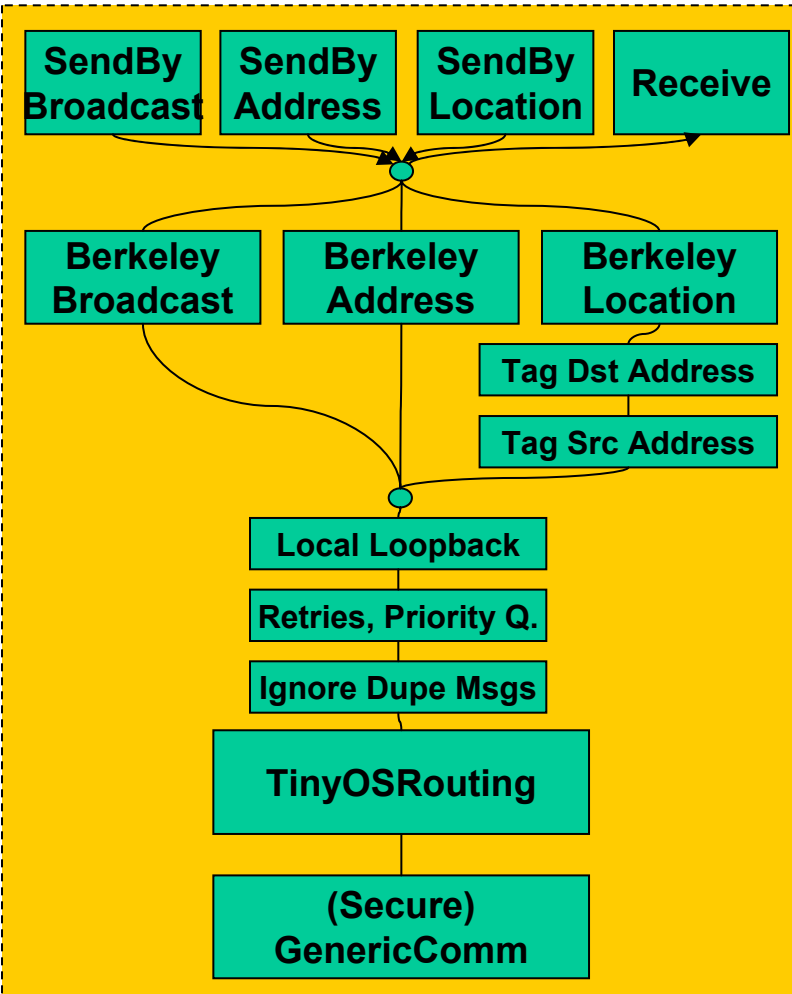 SendBy
Broadcast
SendBy
Address
SendBy
Location
Receive
Berkeley
Broadcast
Berkeley
Address
Berkeley
Location
Tag Dst Address
Tag Src Address
Local Loopback
Retries, Priority Q.
Ignore Dupe Msgs
TinyOSRouting
(Secure)
GenericComm